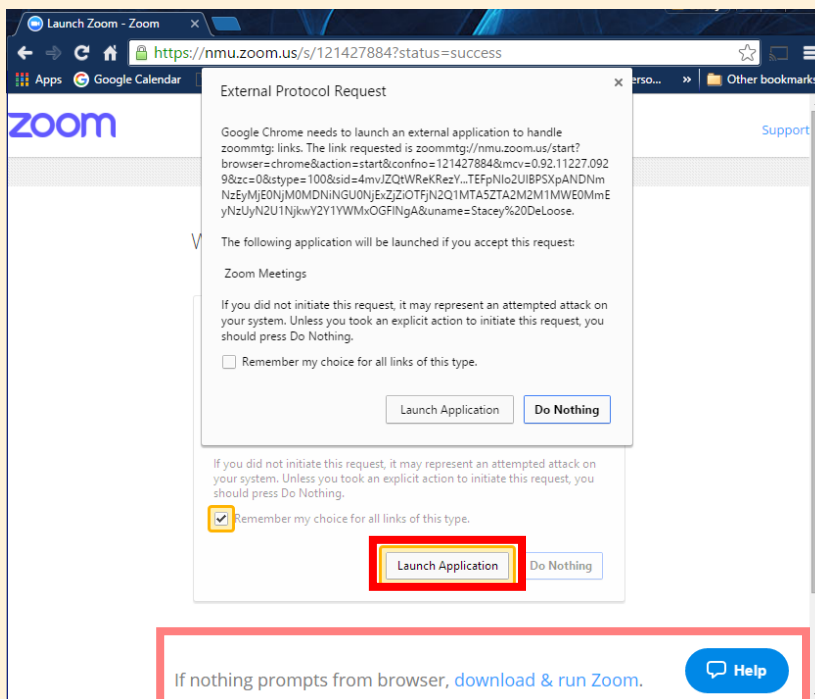 Launch Zoom - Zoom
https://nmu.zoom.us/s/121427884?status=success
Apps Google Calendar erso... » Other bookmarks
External Protocol Request
zoom
Support
Google Chrome needs to launch an external application to handle
zoommtg: links. The link requested is zoommtg://nmu.zoom.us/start?
browser=chrome&action=start&confno=121427884&mcv=0.92.11227.092
9&zc=0&stype=100&sid=4mvJZQtWReKRezY...TEFpNIo2UlBPSXpANDNm
NzEyMjE0NjM0MDNiNGU0NjExZjZiOTFjN2Q1MTA5ZTA2M2M1MWE0MmE
yNzUyN2U1NjkwY2Y1YWMxOGFlNgA&uname=Stacey%20DeLoose.
W
The following application will be launched if you accept this request:
Zoom Meetings
If you did not initiate this request, it may represent an attempted attack on
your system. Unless you took an explicit action to initiate this request, you
should press Do Nothing.
Remember my choice for all links of this type.
Launch Application Do Nothing
If you did not initiate this request, it may represent an attempted attack on
your system. Unless you took an explicit action to initiate this request, you
should press Do Nothing.
Remember my choice for all links of this type.
Launch Application Do Nothing
If nothing prompts from browser, download & run Zoom.
Help